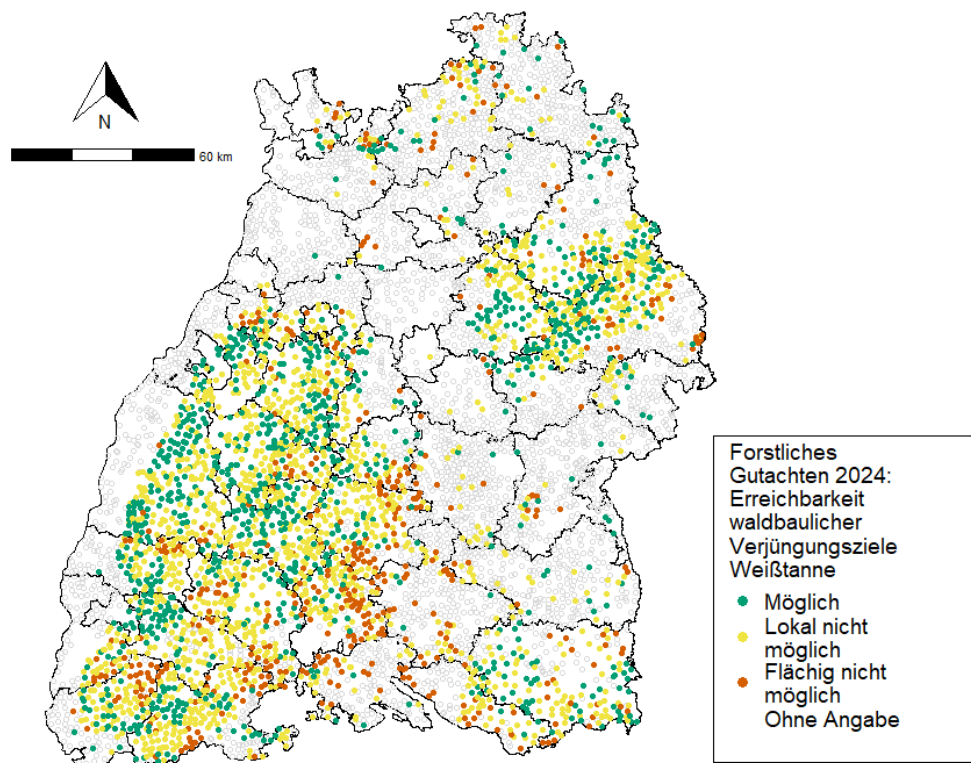 N
60 km
Forstliches
Gutachten 2024:
Erreichbarkeit
waldbaulicher
Verjüngungsziele
Weißtanne
Möglich
Lokal nicht
möglich
Flächig nicht
möglich
Ohne Angabe